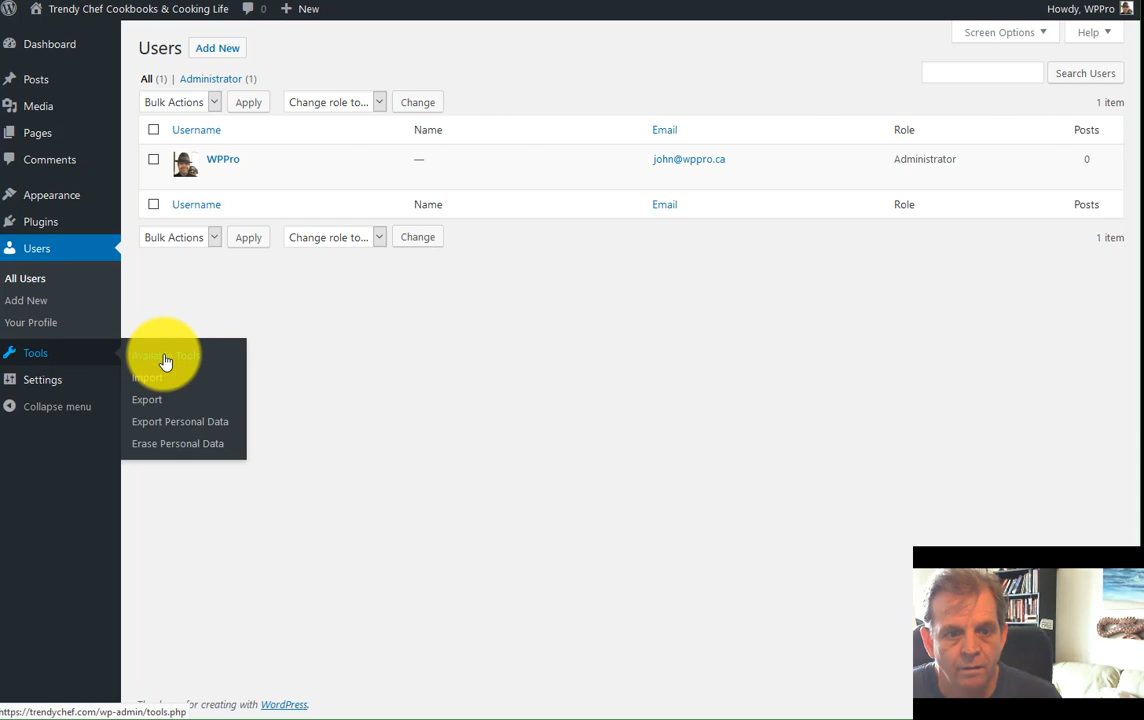 Trendy Chef Cookbooks & Cooking Life 0 New Howdy, WPPro
Dashboard
Posts
Media
Pages
Comments
Appearance
Plugins
Users
All Users
Add New
Your Profile
Tools
Settings
Collapse menu
Available Tools
Import
Export
Export Personal Data
Erase Personal Data
Screen Options Help
Users Add New
All (1) | Administrator (1)
Search Users
Bulk Actions Apply Change role to... Change 1 item
Username Name Email Role Posts
WPPro — john@wppro.ca Administrator 0
Username Name Email Role Posts
Bulk Actions Apply Change role to... Change 1 item
for creating with WordPress.
https://trendychef.com/wp-admin/tools.php